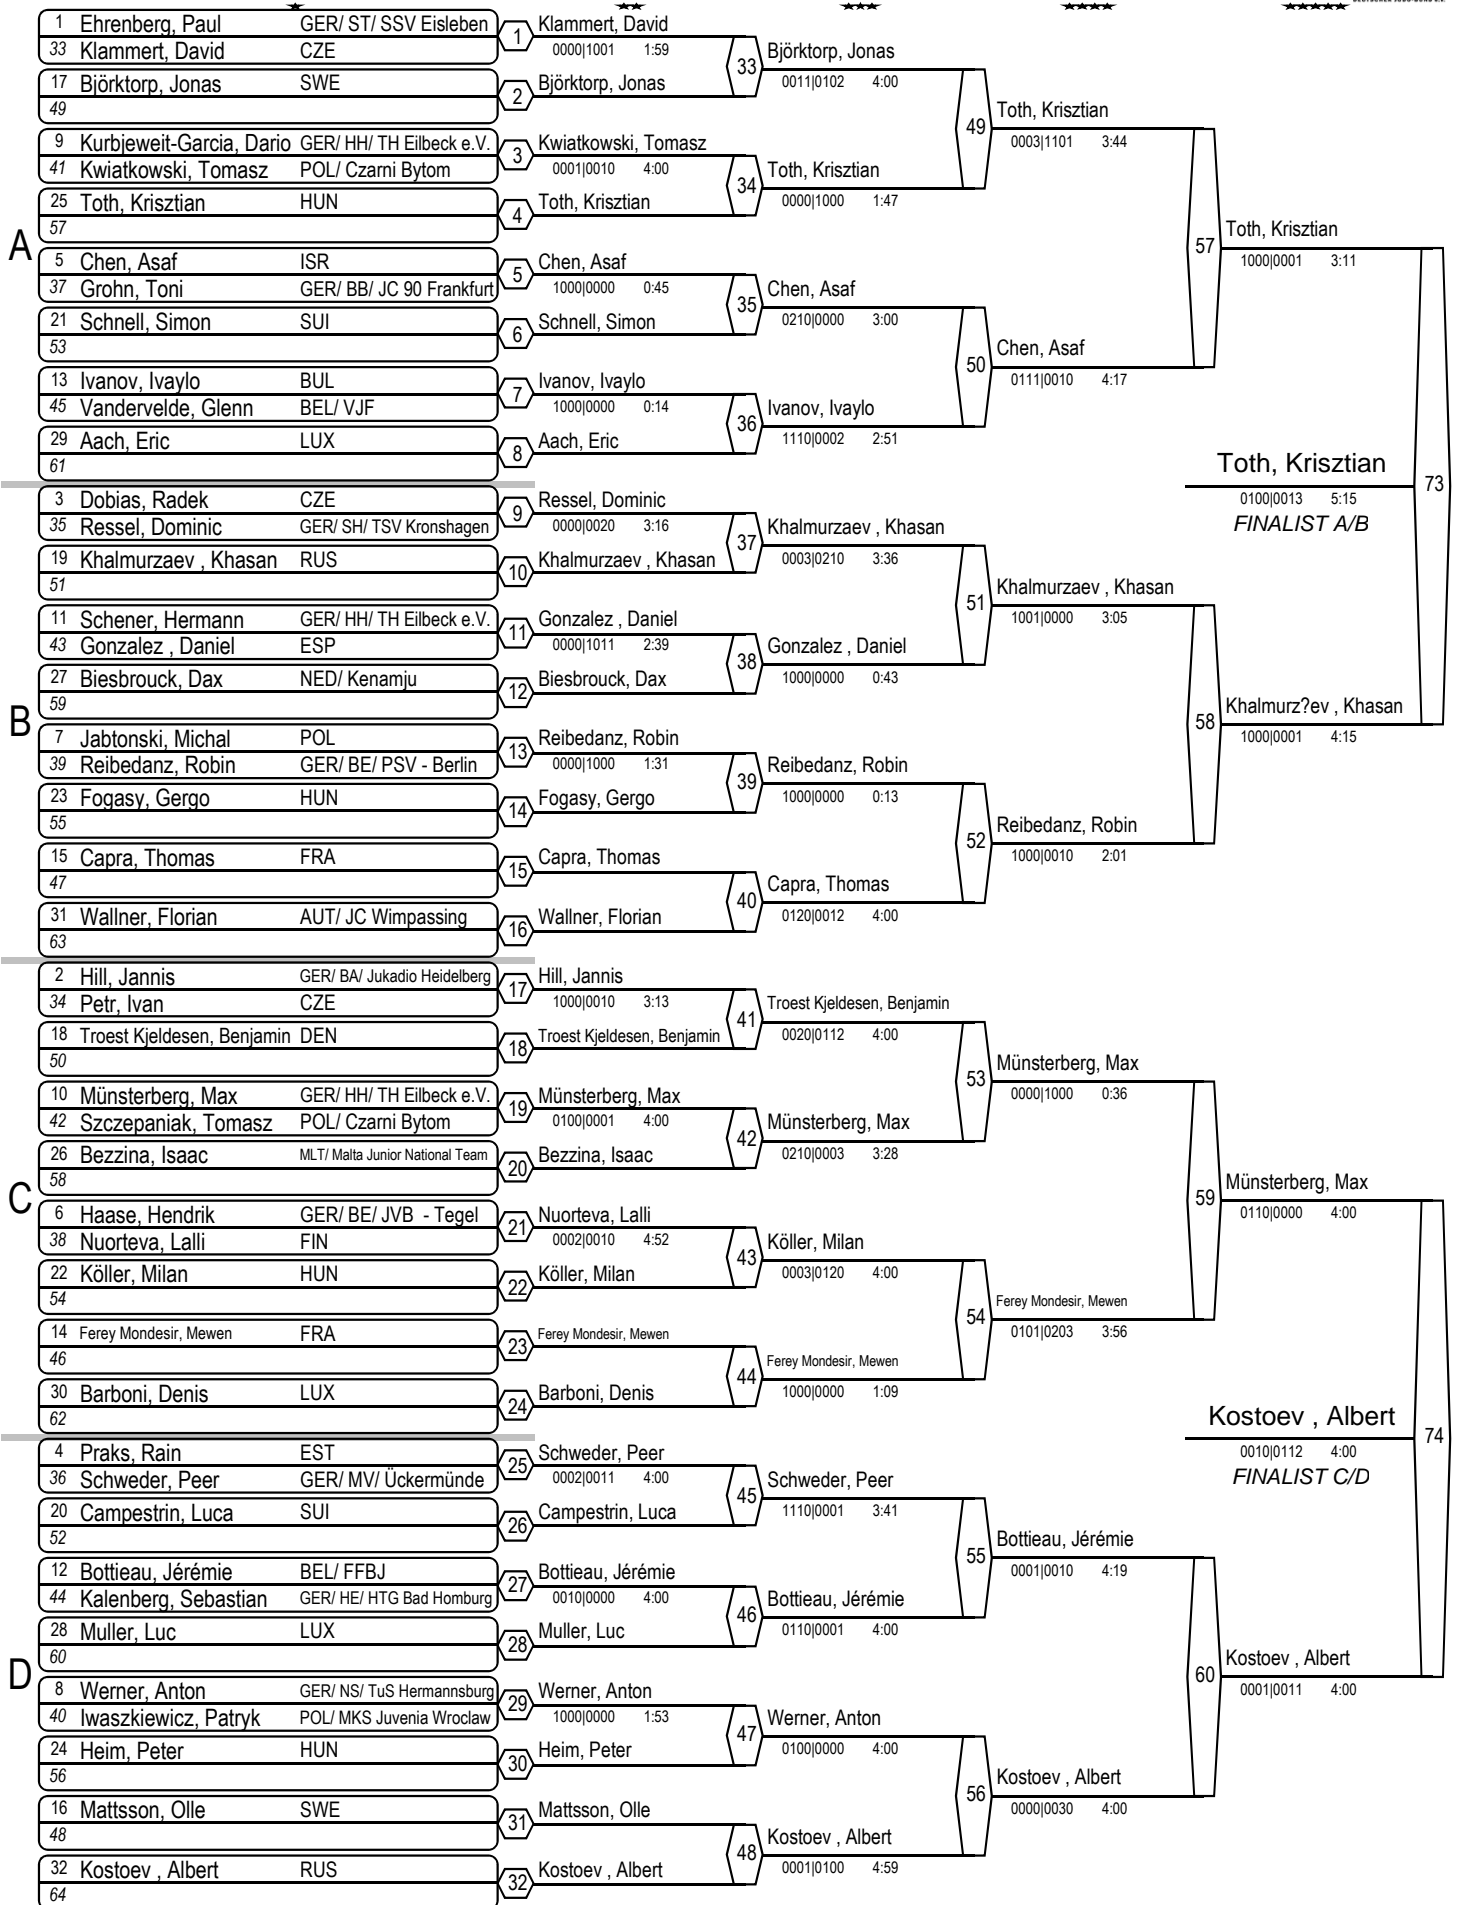 1 Ehrenberg, Paul GER/ ST/ SSV Eisleben
33 Klammert, David CZE
1
Klammert, David
0000|1001 1:59
17 Björktorp, Jonas SWE
49
2
Björktorp, Jonas
33
Björktorp, Jonas
0011|0102 4:00
9 Kurbjeweit-Garcia, Dario GER/ HH/ TH Eilbeck e.V.
41 Kwiatkowski, Tomasz POL/ Czarni Bytom
3
Kwiatkowski, Tomasz
0001|0010 4:00
25 Toth, Krisztian HUN
57
4
Toth, Krisztian
34
Toth, Krisztian
0000|1000 1:47
49
Toth, Krisztian
0003|1101 3:44
A
5 Chen, Asaf ISR
37 Grohn, Toni GER/ BB/ JC 90 Frankfurt
5
Chen, Asaf
1000|0000 0:45
21 Schnell, Simon SUI
53
6
Schnell, Simon
35
Chen, Asaf
0210|0000 3:00
13 Ivanov, Ivaylo BUL
45 Vandervelde, Glenn BEL/ VJF
7
Ivanov, Ivaylo
1000|0000 0:14
29 Aach, Eric LUX
61
8
Aach, Eric
36
Ivanov, Ivaylo
1110|0002 2:51
50
Chen, Asaf
0111|0010 4:17
57
Toth, Krisztian
1000|0001 3:11
3 Dobias, Radek CZE
35 Ressel, Dominic GER/ SH/ TSV Kronshagen
9
Ressel, Dominic
0000|0020 3:16
19 Khalmurzaev , Khasan RUS
51
10
Khalmurzaev , Khasan
37
Khalmurzaev , Khasan
0003|0210 3:36
11 Schener, Hermann GER/ HH/ TH Eilbeck e.V.
43 Gonzalez , Daniel ESP
11
Gonzalez , Daniel
0000|1011 2:39
27 Biesbrouck, Dax NED/ Kenamju
59
12
Biesbrouck, Dax
38
Gonzalez , Daniel
1000|0000 0:43
51
Khalmurzaev , Khasan
1001|0000 3:05
B
7 Jabtonski, Michal POL
39 Reibedanz, Robin GER/ BE/ PSV - Berlin
13
Reibedanz, Robin
0000|1000 1:31
23 Fogasy, Gergo HUN
55
14
Fogasy, Gergo
39
Reibedanz, Robin
1000|0000 0:13
15 Capra, Thomas FRA
47
15
Capra, Thomas
31 Wallner, Florian AUT/ JC Wimpassing
63
16
Wallner, Florian
40
Capra, Thomas
0120|0012 4:00
52
Reibedanz, Robin
1000|0010 2:01
58
Khalmurz?ev , Khasan
1000|0001 4:15
73
Toth, Krisztian
0100|0013 5:15
FINALIST A/B
2 Hill, Jannis GER/ BA/ Jukadio Heidelberg
34 Petr, Ivan CZE
17
Hill, Jannis
1000|0010 3:13
18 Troest Kjeldesen, Benjamin DEN
50
18
Troest Kjeldesen, Benjamin
41
Troest Kjeldesen, Benjamin
0020|0112 4:00
10 Münsterberg, Max GER/ HH/ TH Eilbeck e.V.
42 Szczepaniak, Tomasz POL/ Czarni Bytom
19
Münsterberg, Max
0100|0001 4:00
26 Bezzina, Isaac MLT/ Malta Junior National Team
58
20
Bezzina, Isaac
42
Münsterberg, Max
0210|0003 3:28
53
Münsterberg, Max
0000|1000 0:36
C
6 Haase, Hendrik GER/ BE/ JVB - Tegel
38 Nuorteva, Lalli FIN
21
Nuorteva, Lalli
0002|0010 4:52
22 Köller, Milan HUN
54
22
Köller, Milan
43
Köller, Milan
0003|0120 4:00
14 Ferey Mondesir, Mewen FRA
46
23
Ferey Mondesir, Mewen
30 Barboni, Denis LUX
62
24
Barboni, Denis
44
Ferey Mondesir, Mewen
1000|0000 1:09
54
Ferey Mondesir, Mewen
0101|0203 3:56
59
Münsterberg, Max
0110|0000 4:00
4 Praks, Rain EST
36 Schweder, Peer GER/ MV/ Ückermünde
25
Schweder, Peer
0002|0011 4:00
20 Campestrin, Luca SUI
52
26
Campestrin, Luca
45
Schweder, Peer
1110|0001 3:41
12 Bottieau, Jérémie BEL/ FFBJ
44 Kalenberg, Sebastian GER/ HE/ HTG Bad Homburg
27
Bottieau, Jérémie
0010|0000 4:00
28 Muller, Luc LUX
60
28
Muller, Luc
46
Bottieau, Jérémie
0110|0001 4:00
55
Bottieau, Jérémie
0001|0010 4:19
D
8 Werner, Anton GER/ NS/ TuS Hermannsburg
40 Iwaszkiewicz, Patryk POL/ MKS Juvenia Wroclaw
29
Werner, Anton
1000|0000 1:53
24 Heim, Peter HUN
56
30
Heim, Peter
47
Werner, Anton
0100|0000 4:00
16 Mattsson, Olle SWE
48
31
Mattsson, Olle
32 Kostoev , Albert RUS
64
32
Kostoev , Albert
48
Kostoev , Albert
0001|0100 4:59
56
Kostoev , Albert
0000|0030 4:00
60
Kostoev , Albert
0001|0011 4:00
74
Kostoev , Albert
0010|0112 4:00
FINALIST C/D